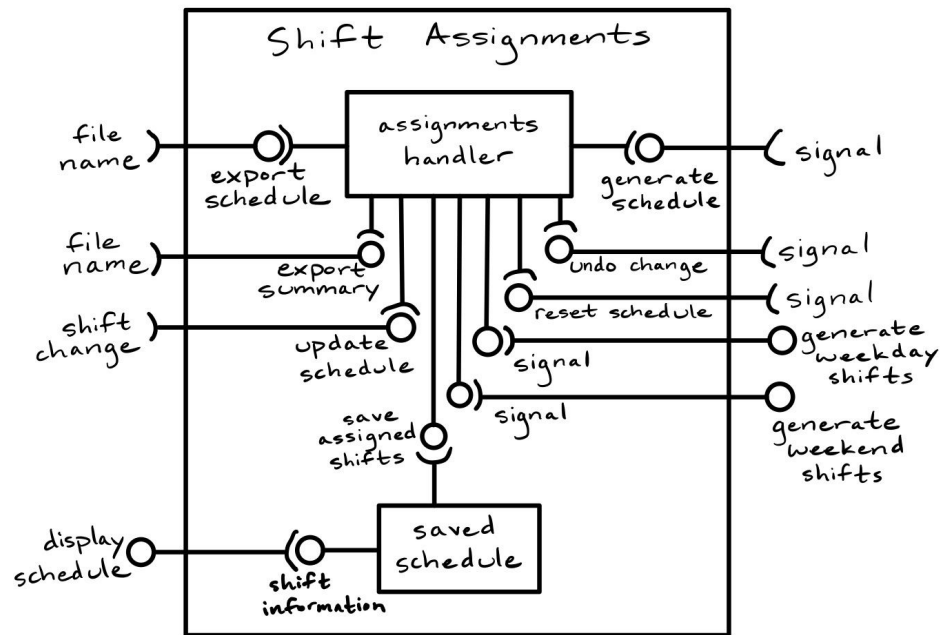 Shift Assignments
assignments
handler
file
name
export
schedule
generate
schedule
signal
file
name
export
summary
undo change
signal
reset schedule
signal
shift
change
update
schedule
signal
generate
weekday
shifts
save
assigned
shifts
signal
generate
weekend
shifts
display
schedule
shift
information
saved
schedule